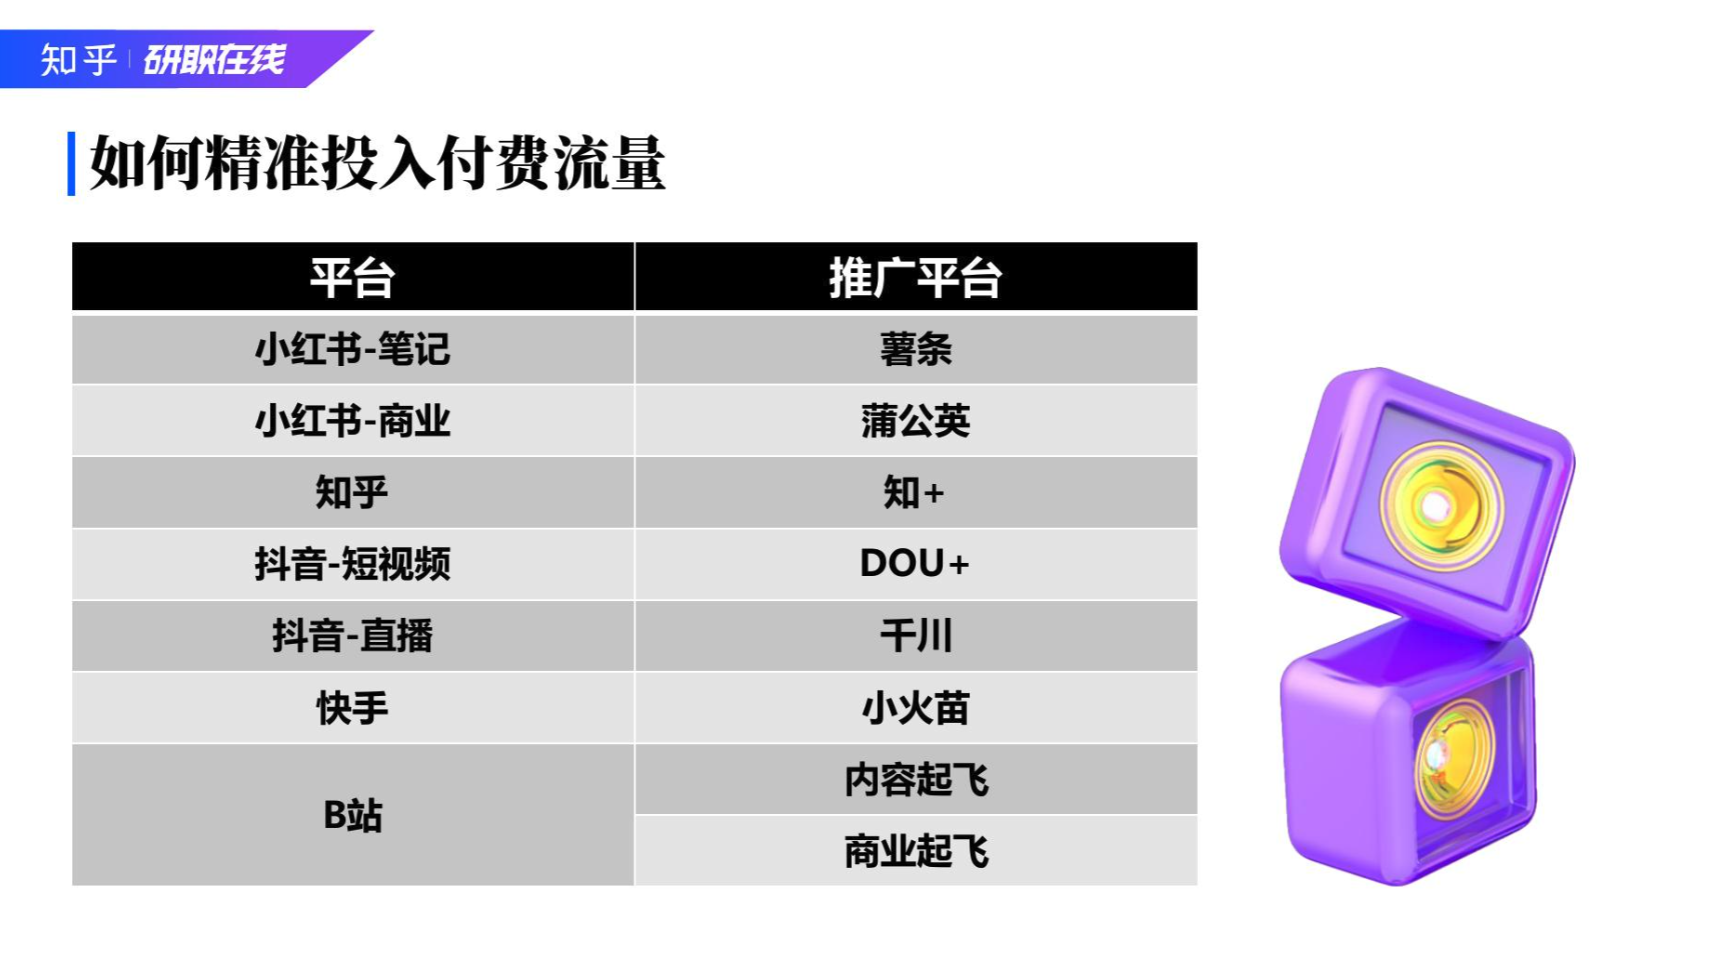 知乎 | 研职在线
如何精准投入付费流量
平台 推广平台
小红书-笔记 薯条
小红书-商业 蒲公英
知乎 知+
抖音-短视频 DOU+
抖音-直播 千川
快手 小火苗
B站 内容起飞
商业起飞